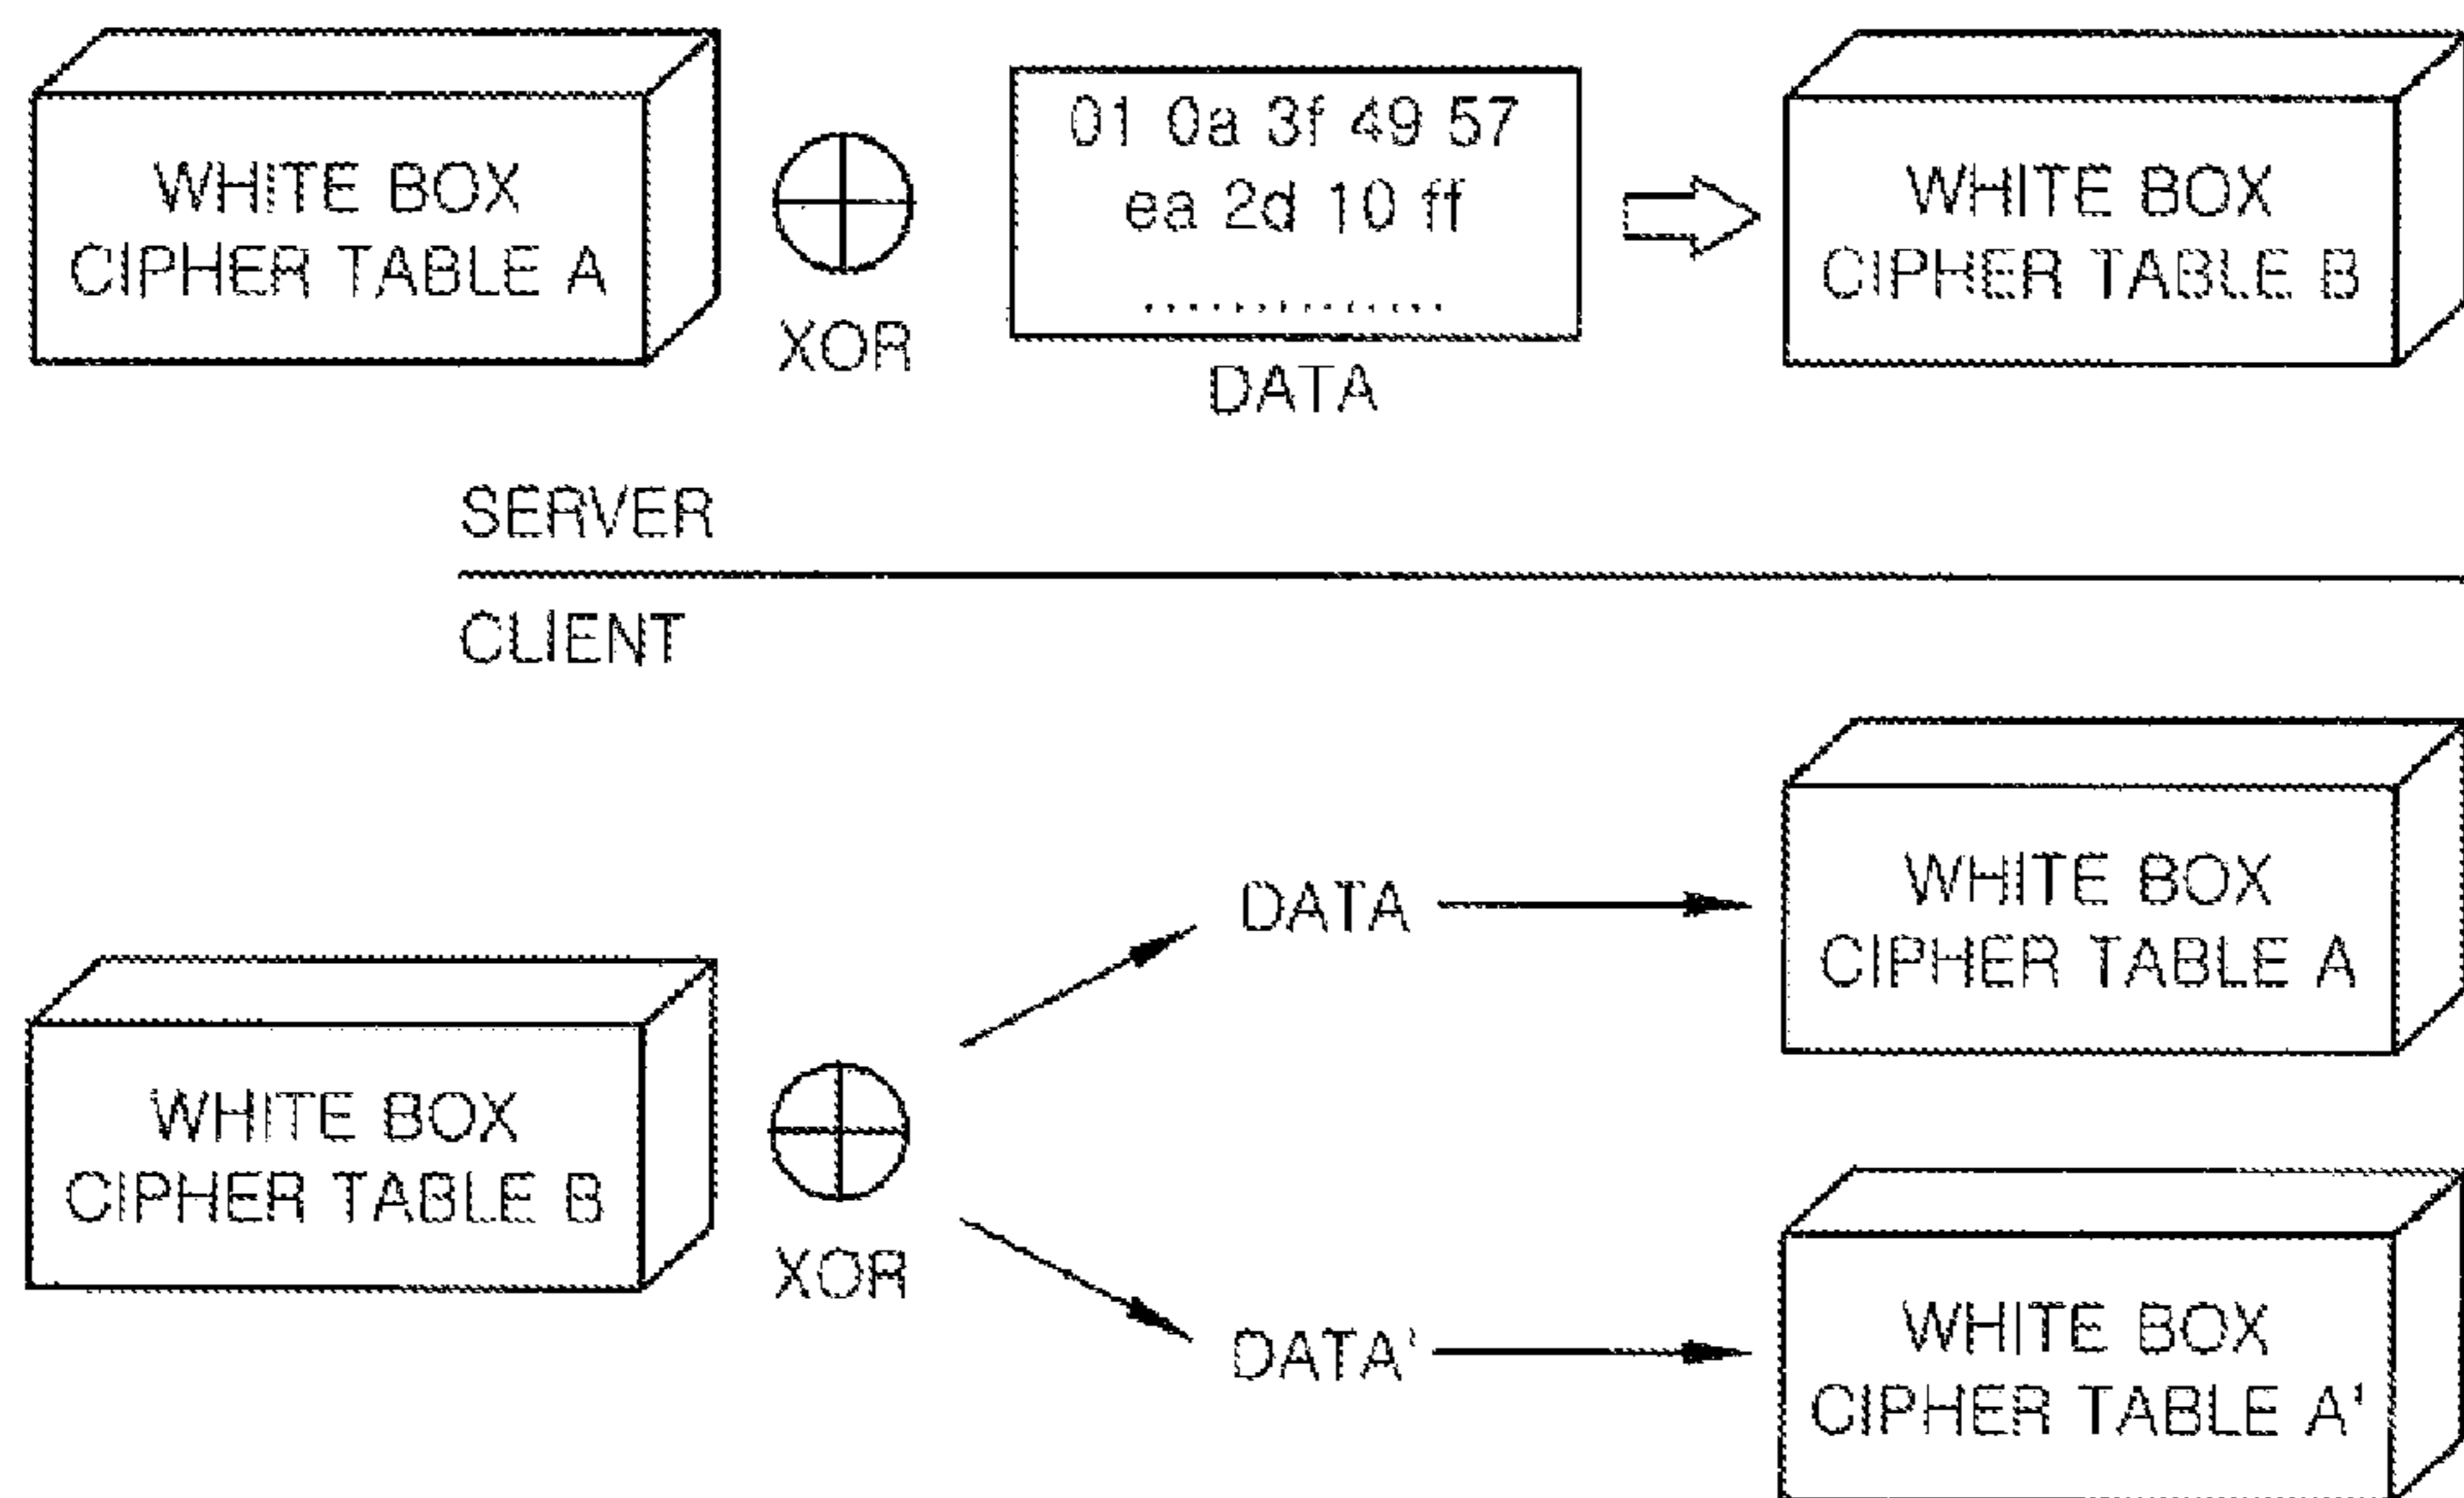 WHITE BOX
CIPHER TABLE A
XOR
01 0a 3f 49 57
ea 2d 10 ff
..............
DATA
WHITE BOX
CIPHER TABLE B
SERVER
CLIENT
WHITE BOX
CIPHER TABLE B
XOR
DATA
WHITE BOX
CIPHER TABLE A
DATA'
WHITE BOX
CIPHER TABLE A'